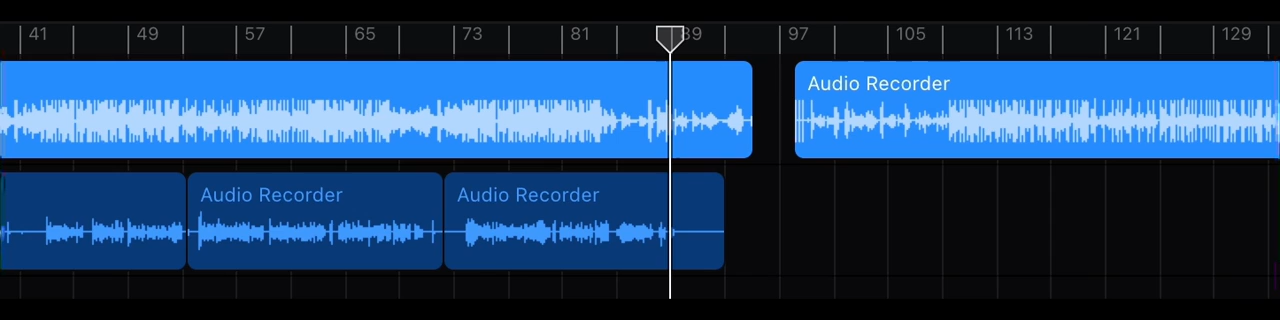 41 49 57 65 73 81 89 97 105 113 121 129
Audio Recorder
Audio Recorder Audio Recorder